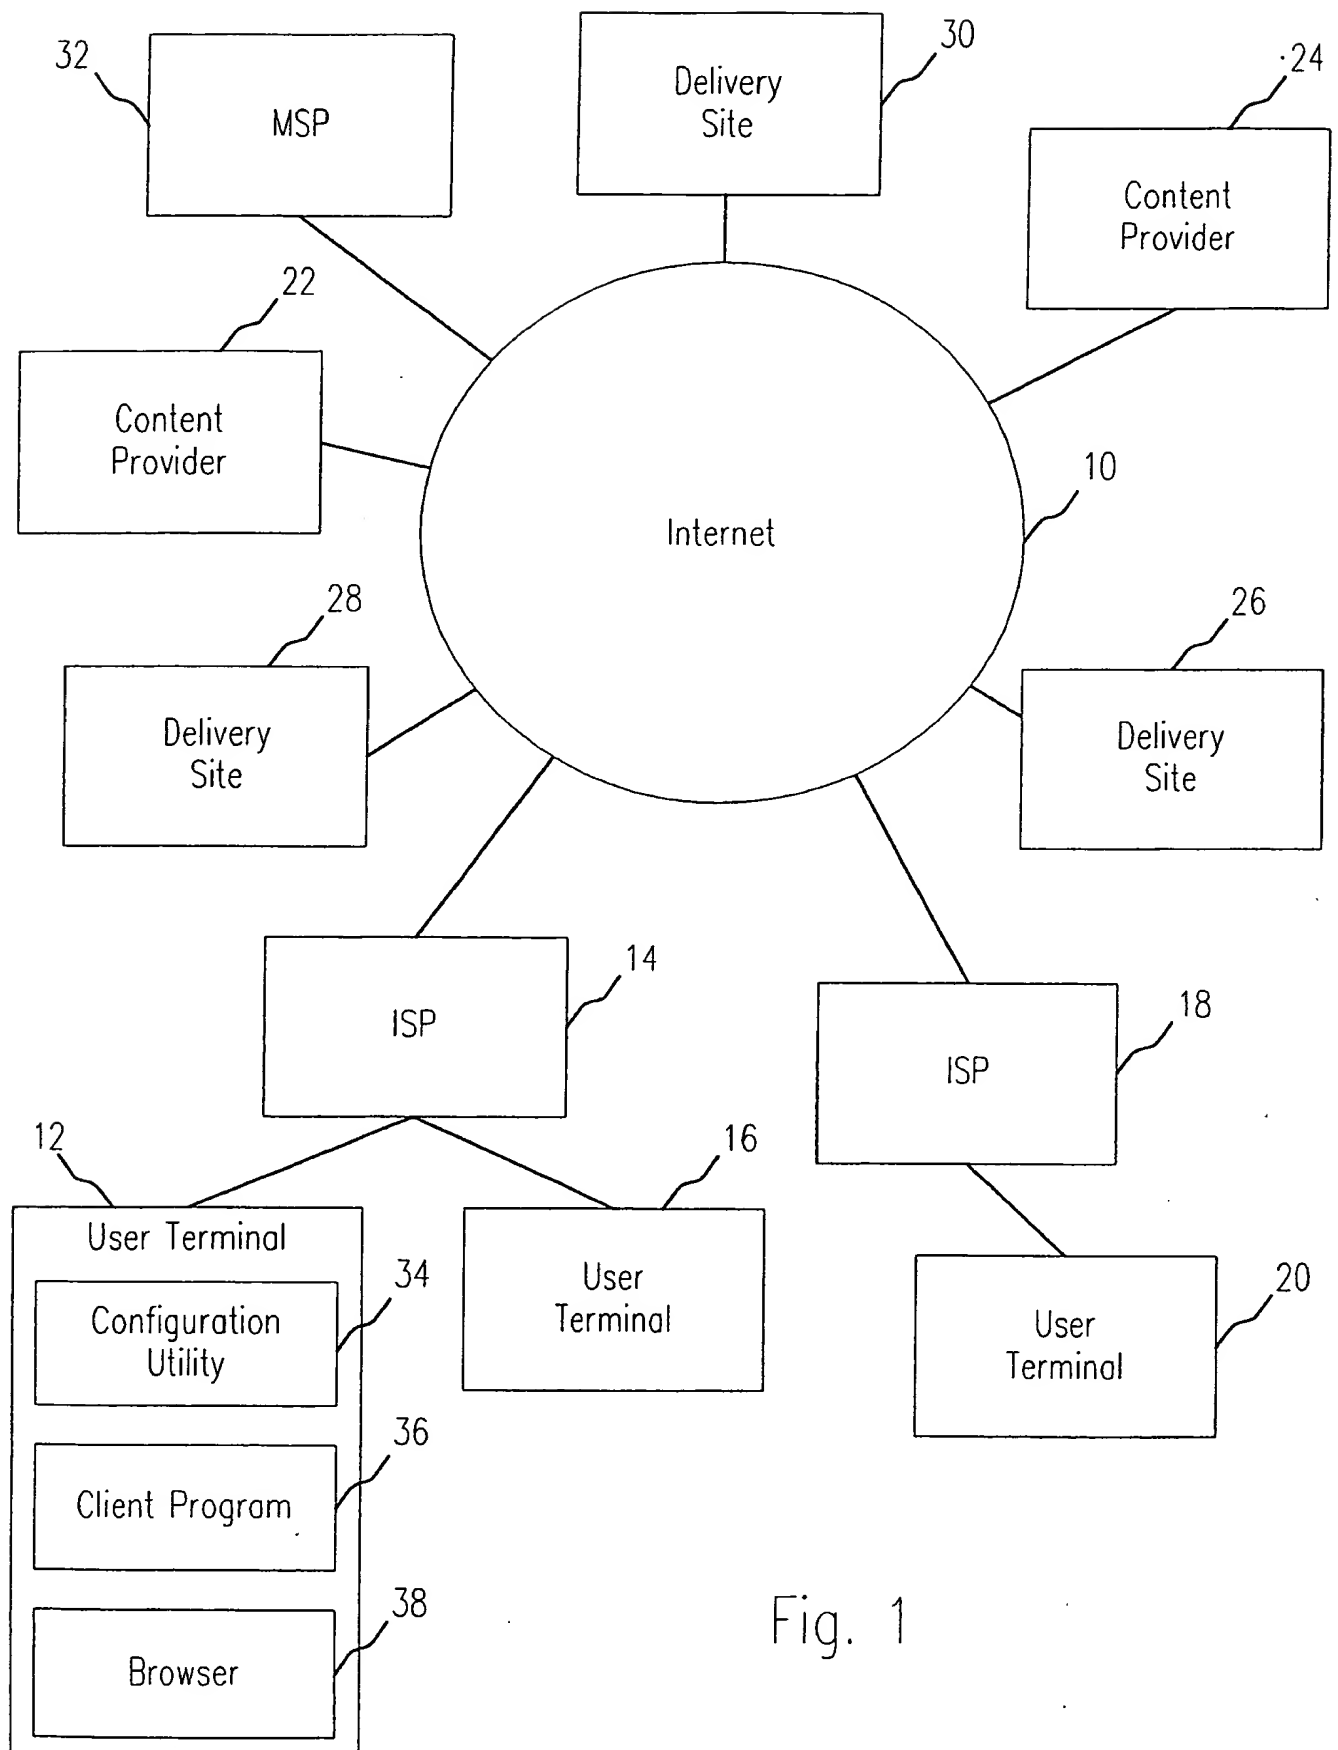 32
MSP
30
Delivery
Site
24
Content
Provider
22
Content
Provider
10
Internet
28
Delivery
Site
26
Delivery
Site
14
ISP
18
ISP
12
User Terminal
34
Configuration
Utility
36
Client Program
38
Browser
16
User
Terminal
20
User
Terminal
Fig. 1